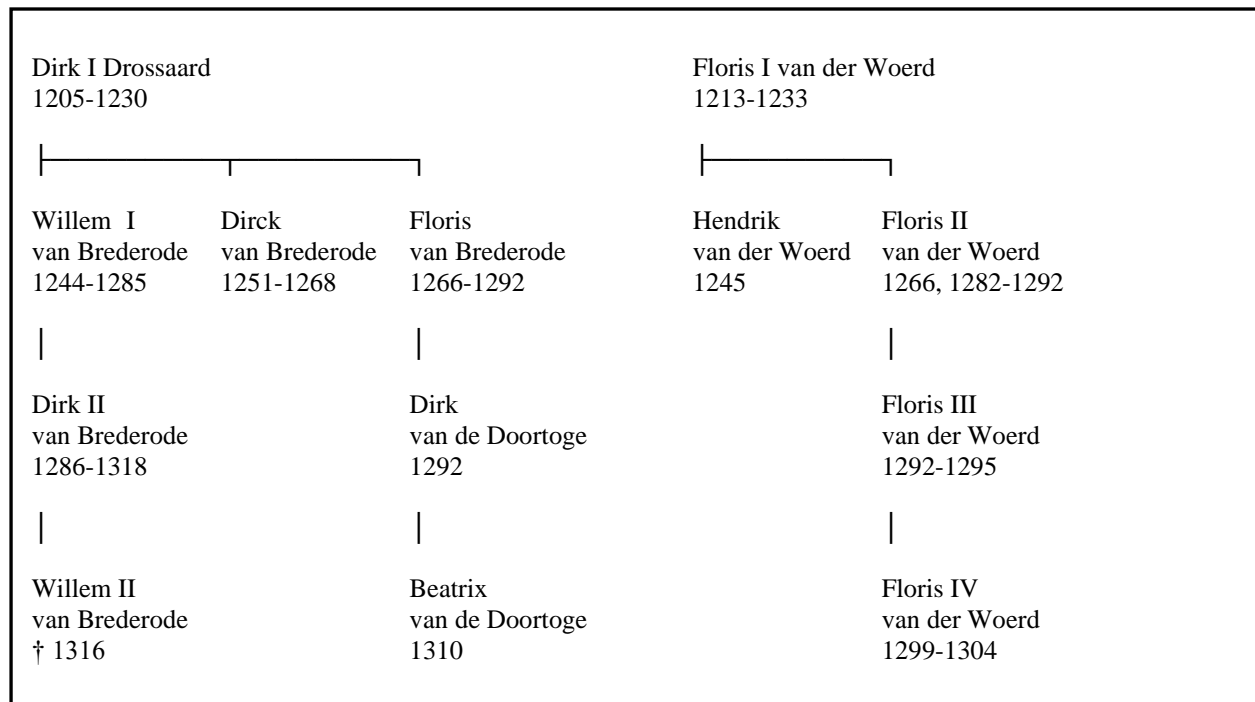 Dirk I Drossaard
1205-1230
Floris I van der Woerd
1213-1233
Willem  I
van Brederode
1244-1285
Dirck
van Brederode
1251-1268
Floris
van Brederode
1266-1292
Hendrik
van der Woerd
1245
Floris II
van der Woerd
1266, 1282-1292
Dirk II
van Brederode
1286-1318
Dirk
van de Doortoge
1292
Floris III
van der Woerd
1292-1295
Willem II
van Brederode
† 1316
Beatrix
van de Doortoge
1310
Floris IV
van der Woerd
1299-1304